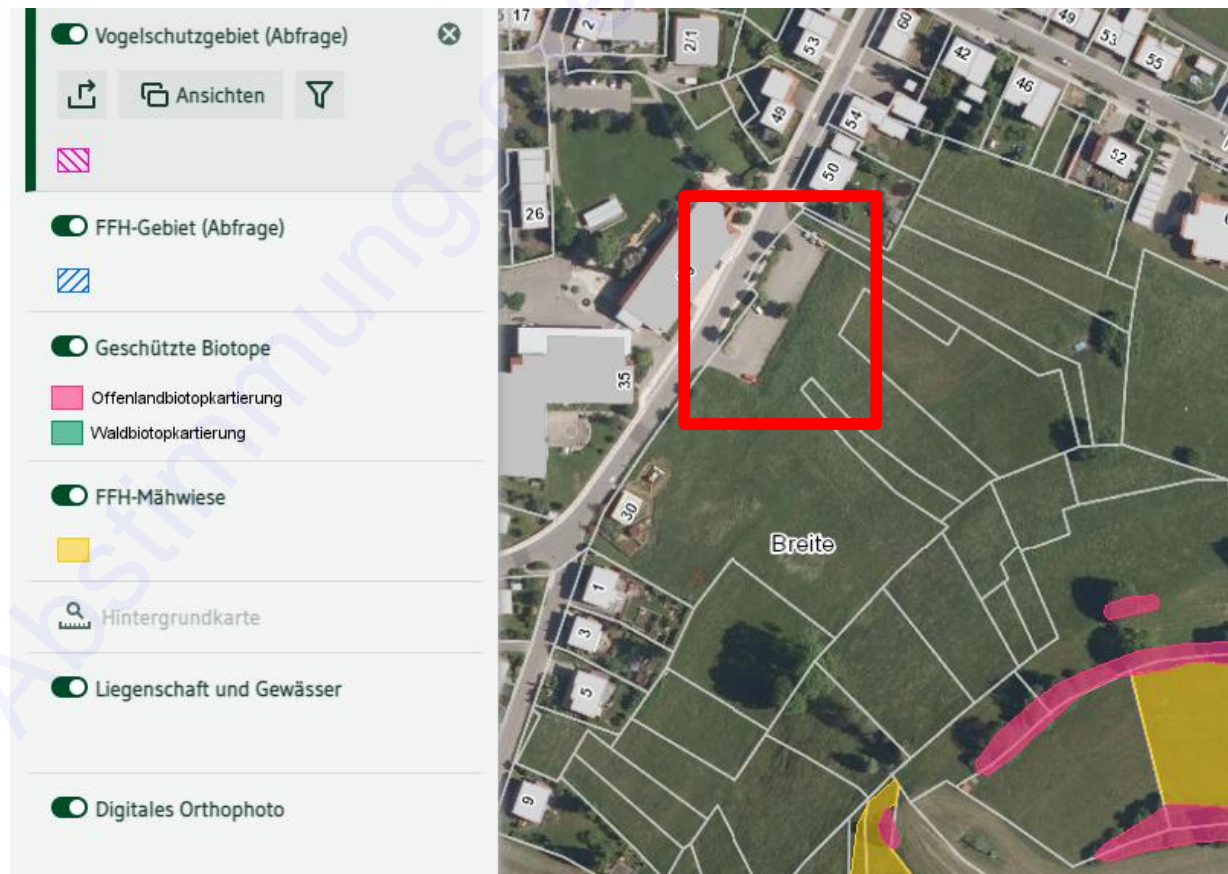 Vogelschutzgebiet (Abfrage)
Ansichten
FFH-Gebiet (Abfrage)
Geschützte Biotope
Offenlandbiotopkartierung
Waldbiotopkartierung
FFH-Mähwiese
Hintergrundkarte
Liegenschaft und Gewässer
Digitales Orthophoto
17
2
2/1
53
60
42
49
53
55
46
49
54
52
50
26
35
30
Breite
1
3
5
9
Abstimmungse